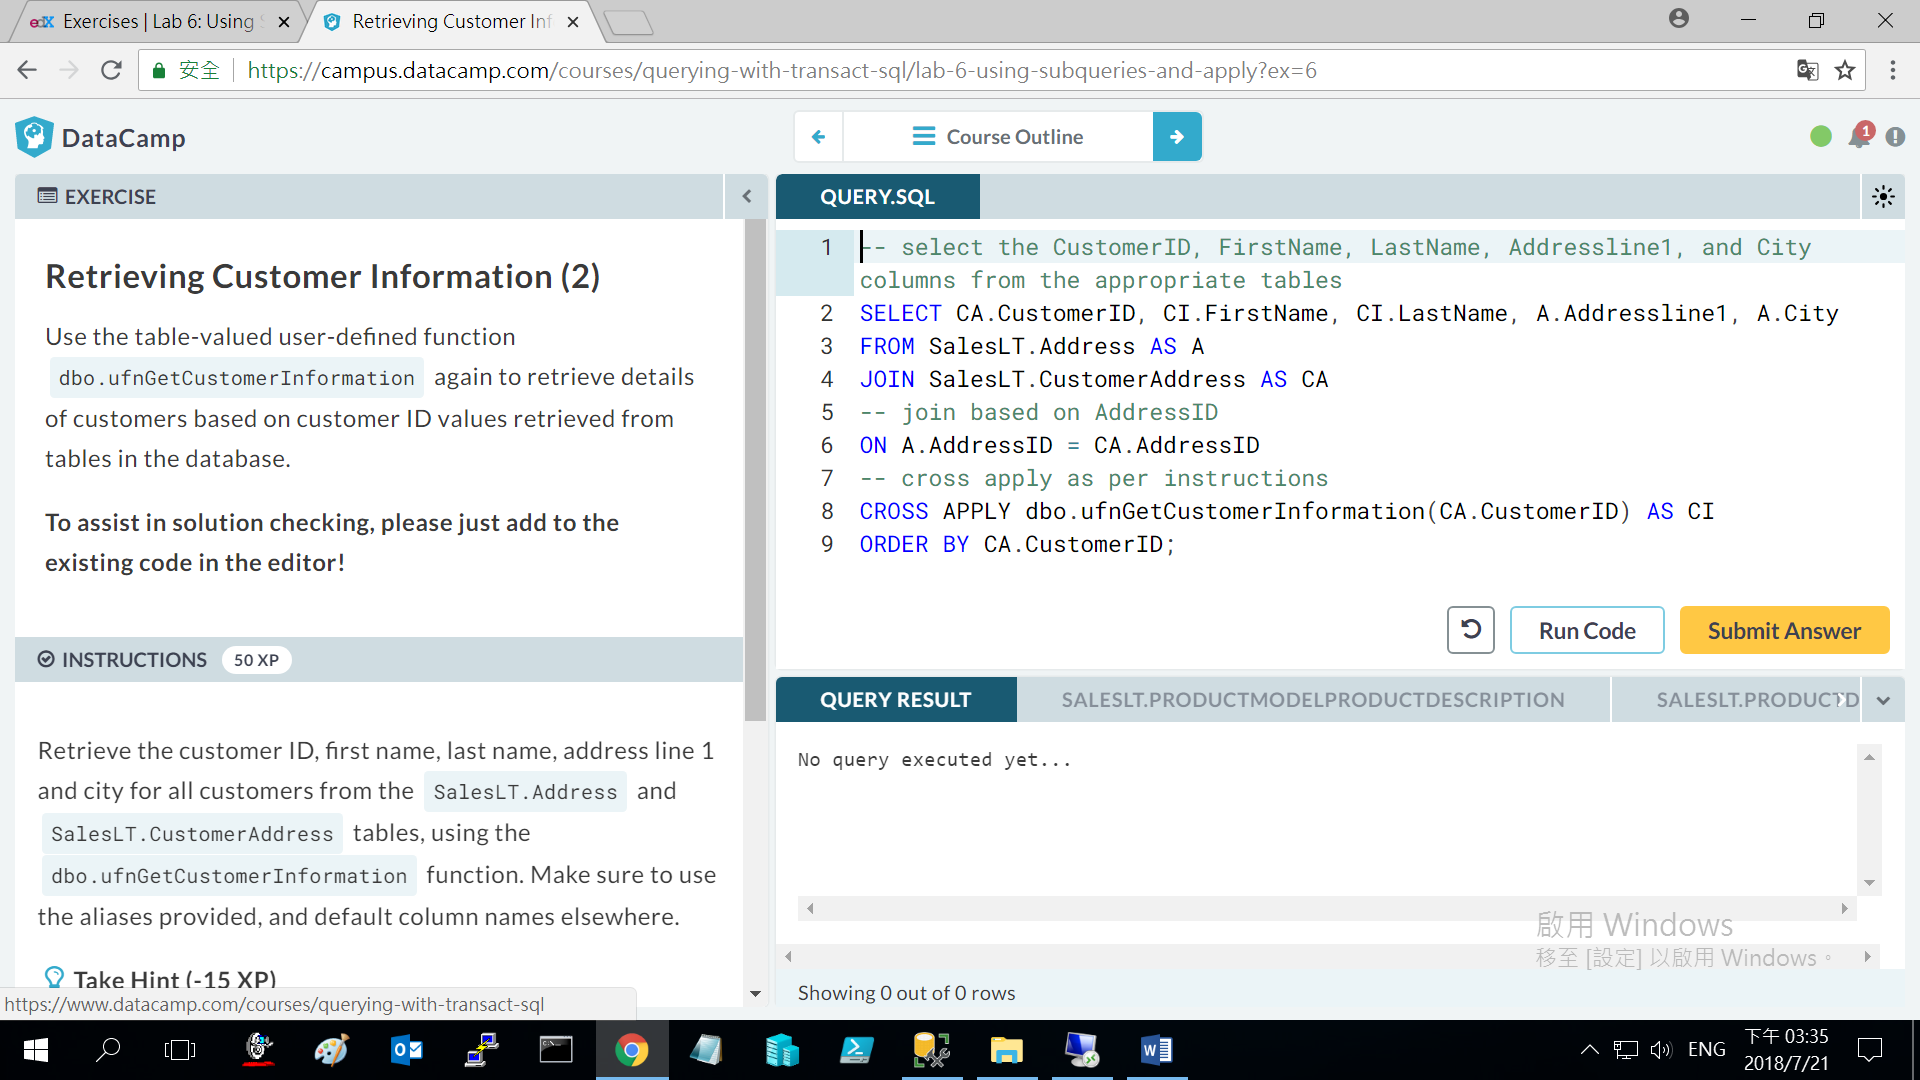 edX Exercises | Lab 6: Using
Retrieving Customer Inf
安全 https://campus.datacamp.com/courses/querying-with-transact-sql/lab-6-using-subqueries-and-apply?ex=6
DataCamp
Course Outline
1
EXERCISE
Retrieving Customer Information (2)
Use the table-valued user-defined function
dbo.ufnGetCustomerInformation again to retrieve details
of customers based on customer ID values retrieved from
tables in the database.
To assist in solution checking, please just add to the
existing code in the editor!
INSTRUCTIONS 50 XP
Retrieve the customer ID, first name, last name, address line 1
and city for all customers from the SalesLT.Address and
SalesLT.CustomerAddress tables, using the
dbo.ufnGetCustomerInformation function. Make sure to use
the aliases provided, and default column names elsewhere.
Take Hint (-15 XP)
https://www.datacamp.com/courses/querying-with-transact-sql
QUERY.SQL
1 -- select the CustomerID, FirstName, LastName, Addressline1, and City
columns from the appropriate tables
2 SELECT CA.CustomerID, CI.FirstName, CI.LastName, A.Addressline1, A.City
3 FROM SalesLT.Address AS A
4 JOIN SalesLT.CustomerAddress AS CA
5 -- join based on AddressID
6 ON A.AddressID = CA.AddressID
7 -- cross apply as per instructions
8 CROSS APPLY dbo.ufnGetCustomerInformation(CA.CustomerID) AS CI
9 ORDER BY CA.CustomerID;
Run Code
Submit Answer
QUERY RESULT
SALESLT.PRODUCTMODELPRODUCTDESCRIPTION
SALESLT.PRODUCTD
No query executed yet...
啟用 Windows
移至 [設定] 以啟用 Windows。
Showing 0 out of 0 rows
ENG
下午 03:35
2018/7/21